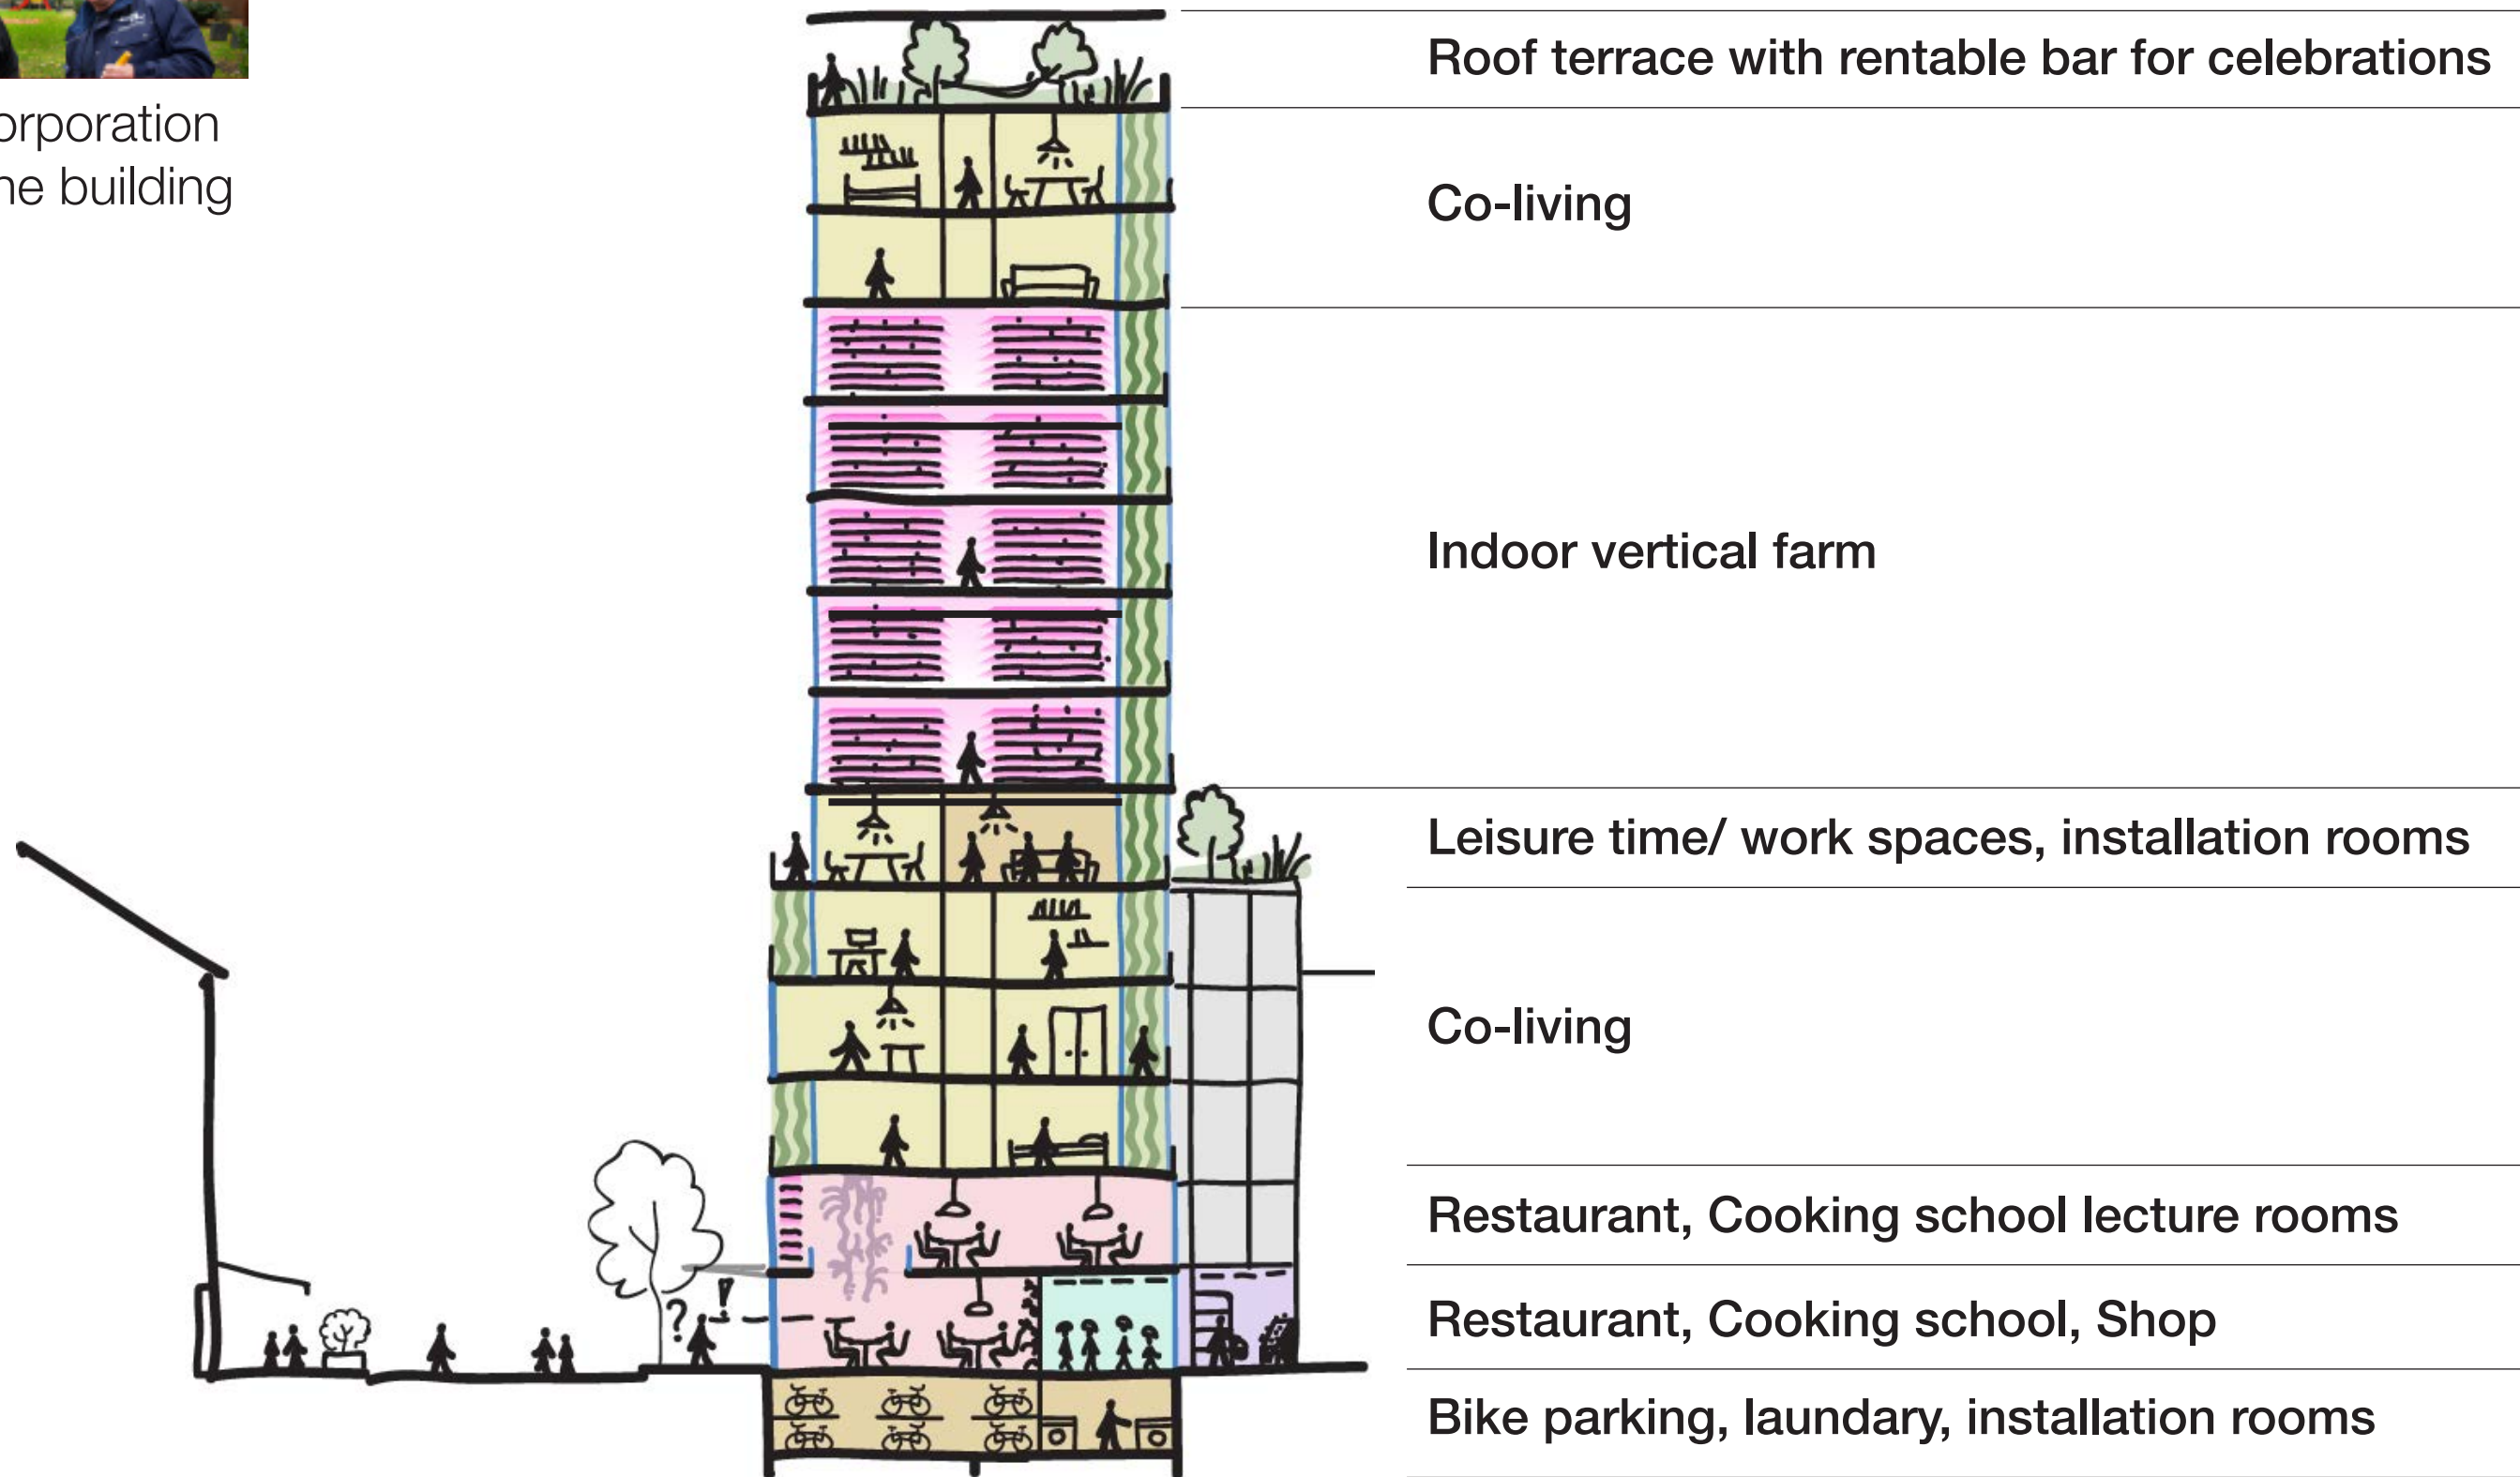 orporation
ne building
Roof terrace with rentable bar for celebrations
Co-living
Indoor vertical farm
Leisure time/ work spaces, installation rooms
Co-living
Restaurant, Cooking school lecture rooms
? !
Restaurant, Cooking school, Shop
Bike parking, laundary, installation rooms